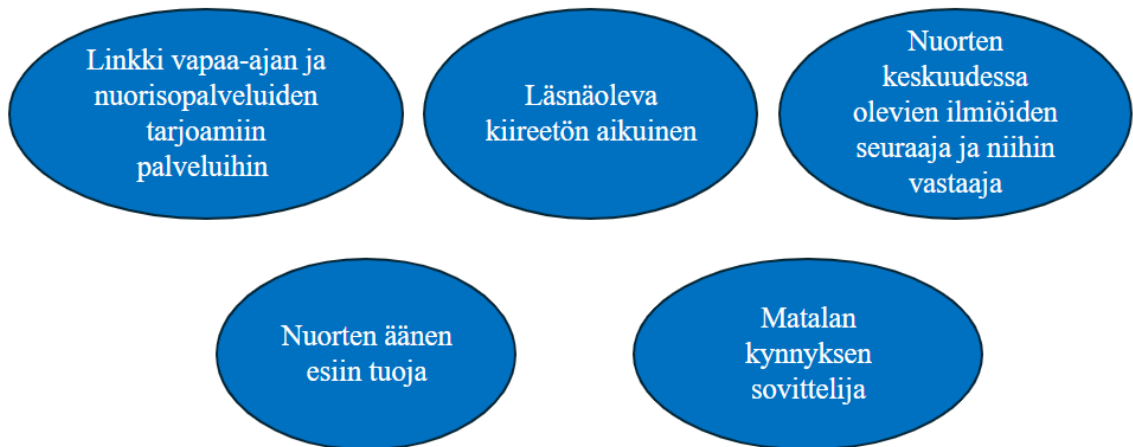 Linkki vapaa-ajan ja
nuorisopalveluiden
tarjoamiin
palveluihin
Läsnäoleva
kiireetön aikuinen
Nuorten
keskuudessa
olevien ilmiöiden
seuraaja ja niihin
vastaaja
Nuorten äänen
esiin tuoja
Matalan
kynnyksen
sovittelija